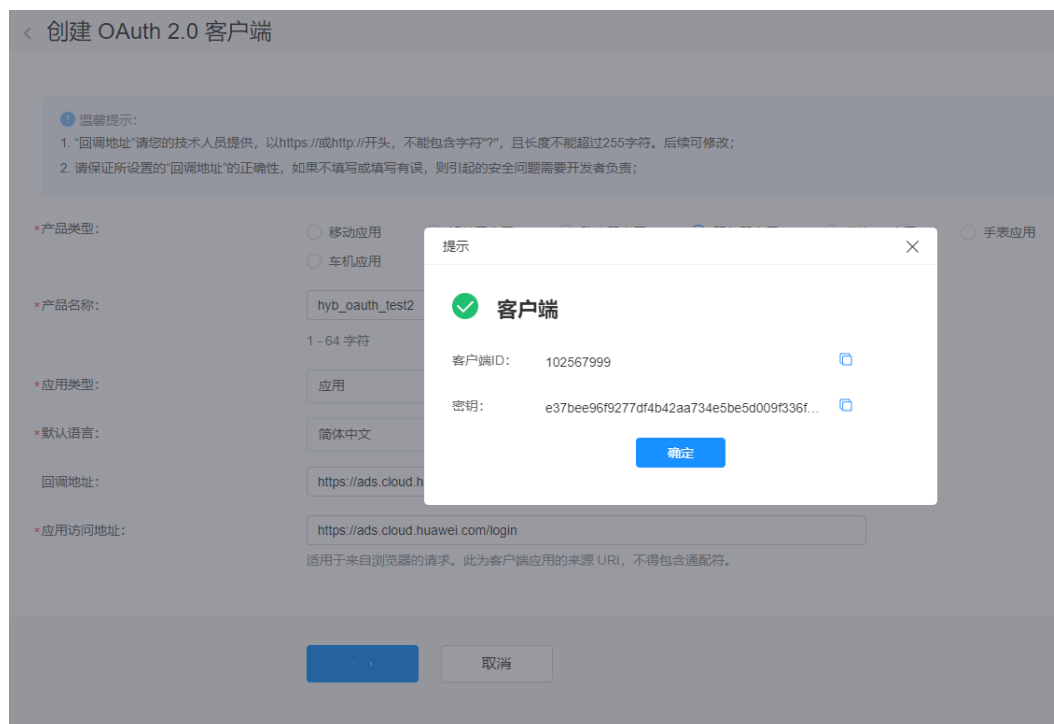 创建 OAuth 2.0 客户端
温馨提示：
1. "回调地址"请您的技术人员提供，以https://或http://开头，不能包含字符"?"，且长度不能超过255字符。后续可修改；
2. 请保证所设置的"回调地址"的正确性，如果不填写或填写有误，则引起的安全问题需要开发者负责；
*产品类型：
移动应用
手表应用
车机应用
*产品名称：
hyb_oauth_test2
1 - 64 字符
*应用类型：
应用
*默认语言：
简体中文
回调地址：
https://ads.cloud.h
*应用访问地址：
https://ads.cloud.huawei.com/login
适用于来自浏览器的请求。此为客户端应用的来源 URI，不得包含通配符。
取消
提示
客户端
客户端ID：
102567999
密钥：
e37bee96f9277df4b42aa734e5be5d009f336f...
确定